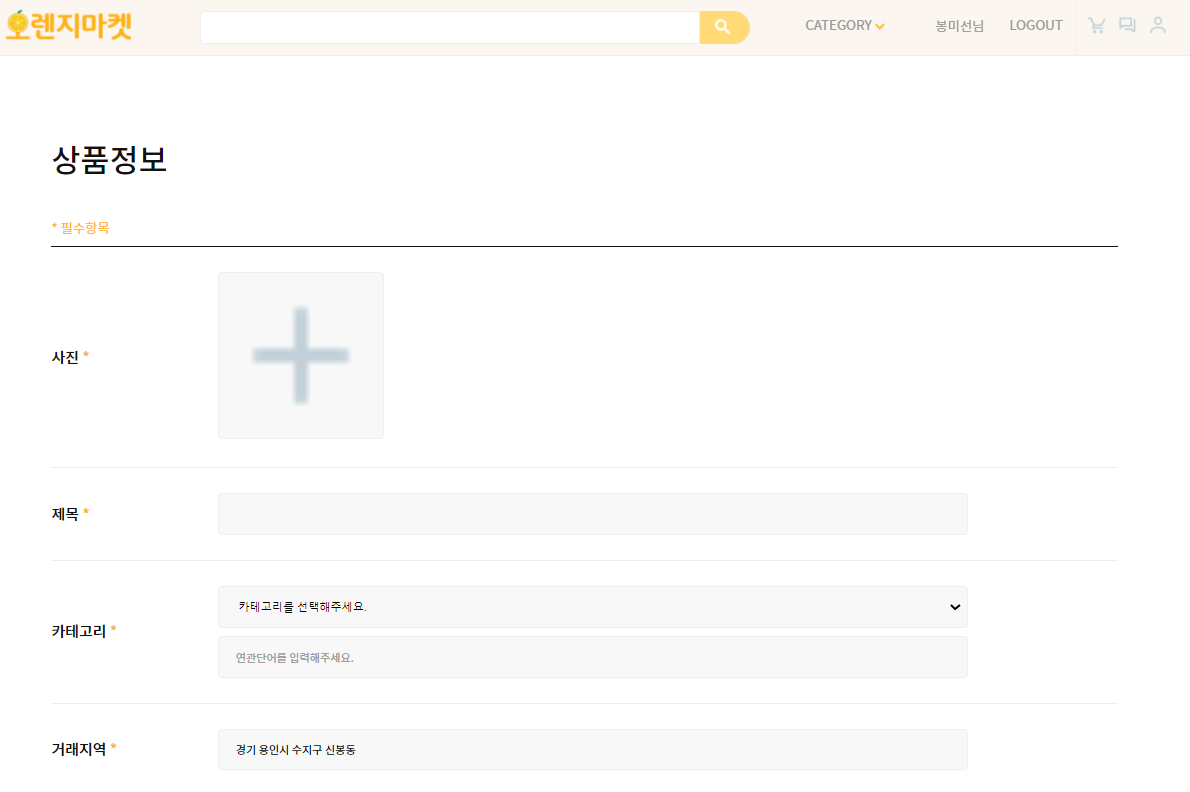 오렌지마켓
CATEGORY 봉미선님 LOGOUT
상품정보
* 필수항목
사진 *
제목 *
카테고리를 선택해주세요.
카테고리 *
연관단어를 입력해주세요.
거래지역 * 경기 용인시 수지구 신봉동